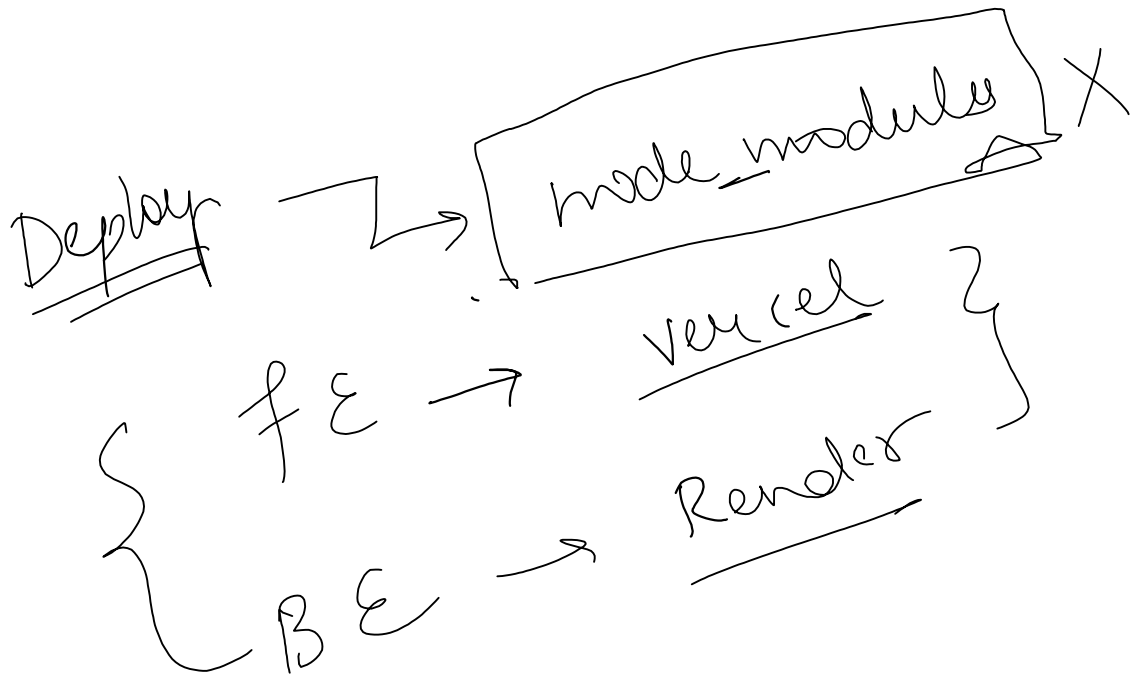 Deploy → node_modules X
FE → Vercel
BE → Render